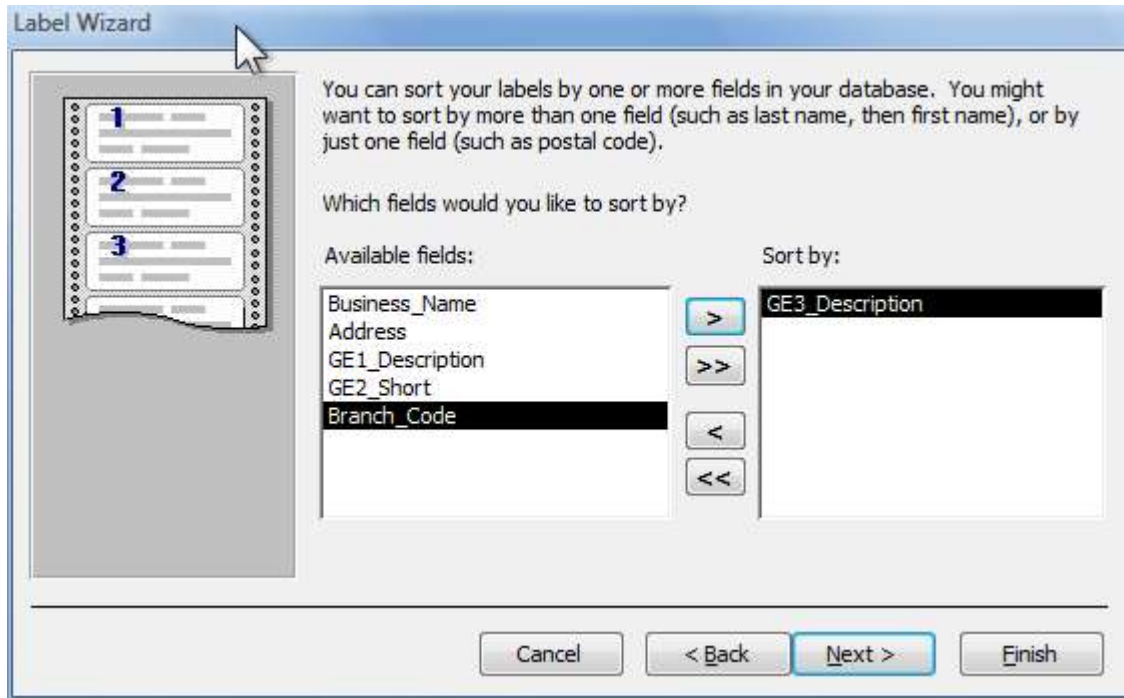 Label Wizard
1
2
3
You can sort your labels by one or more fields in your database. You might
want to sort by more than one field (such as last name, then first name), or by
just one field (such as postal code).
Which fields would you like to sort by?
Available fields:
Business_Name
Address
GE1_Description
GE2_Short
Branch_Code
>
>>
<
<<
Sort by:
GE3_Description
Cancel
< Back
Next >
Finish